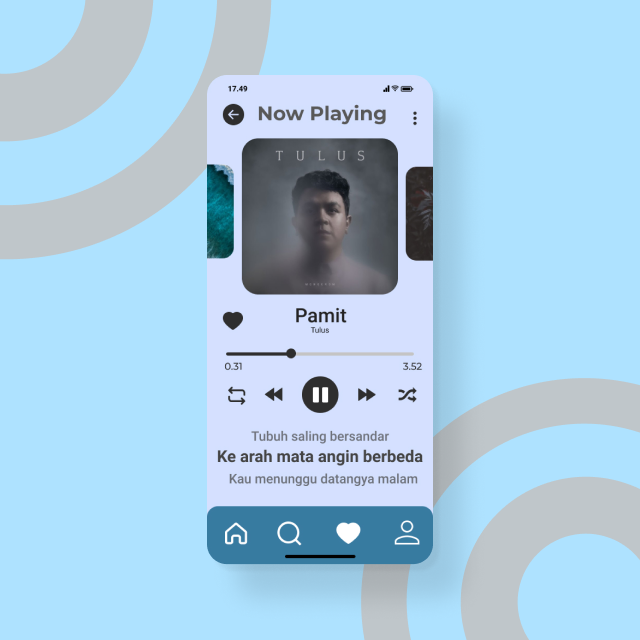 17.49
Now Playing
TULUS
Pamit
Tulus
0.31
3.52
Tubuh saling bersandar
Ke arah mata angin berbeda
Kau menunggu datangya malam